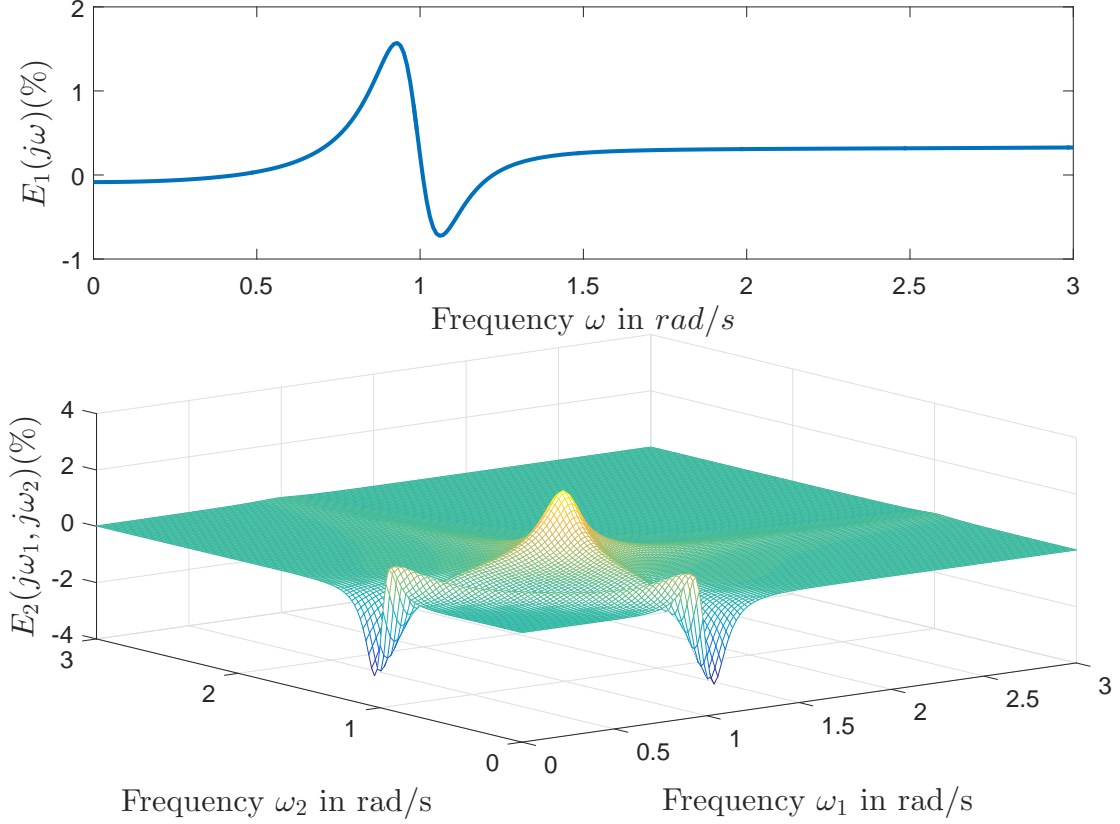 2
1
0
-1
E₁(jω)(%)
0 0.5 1 1.5 2 2.5 3
Frequency ω in rad/s
4
2
0
-2
-4
E₂(jω₁, jω₂)(%)
3 2 1 0
0 0.5 1 1.5 2 2.5 3
Frequency ω₂ in rad/s
Frequency ω₁ in rad/s